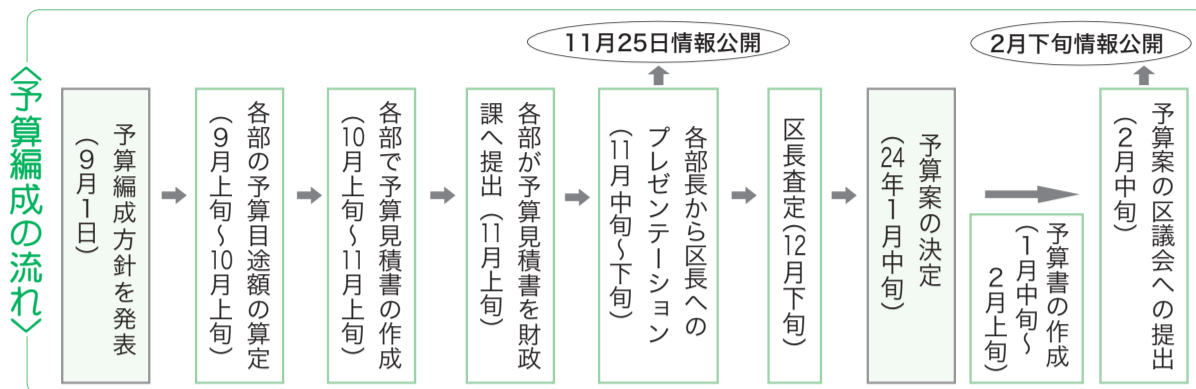 〈予算編成の流れ〉
予算編成方針を発表
（９月１日）
各部の予算目途額の算定
（９月上旬〜10月上旬）
各部で予算見積書の作成
（10月上旬〜11月上旬）
各部が予算見積書を財政
課へ提出（11月上旬）
11月25日情報公開
各部長から区長への
プレゼンテーション
（11月中旬〜下旬）
区長査定（12月下旬）
予算案の決定
（24年１月中旬）
予算書の作成
（１月中旬〜
２月上旬）
2月下旬情報公開
予算案の区議会への提出
（２月中旬）